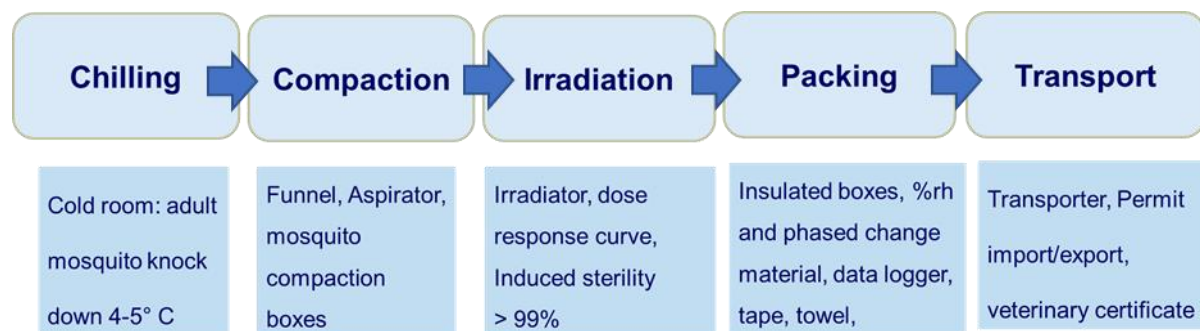 Chilling
Compaction
Irradiation
Packing
Transport
Cold room: adult
mosquito knock
down 4-5° C
Funnel, Aspirator,
mosquito
compaction
boxes
Irradiator, dose
response curve,
Induced sterility
> 99%
Insulated boxes, %rh
and phased change
material, data logger,
tape, towel,
Transporter, Permit
import/export,
veterinary certificate